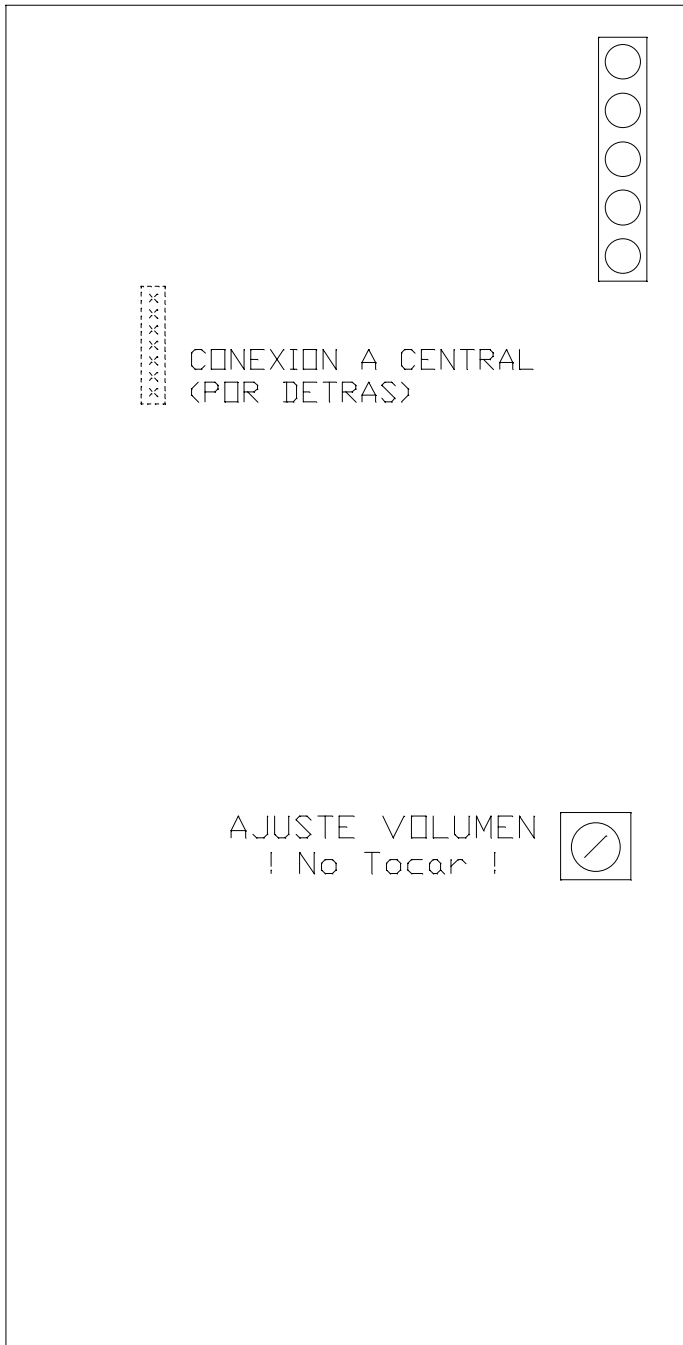 CONEXION A CENTRAL
(POR DETRAS)
AJUSTE VOLUMEN
! No Tocar !